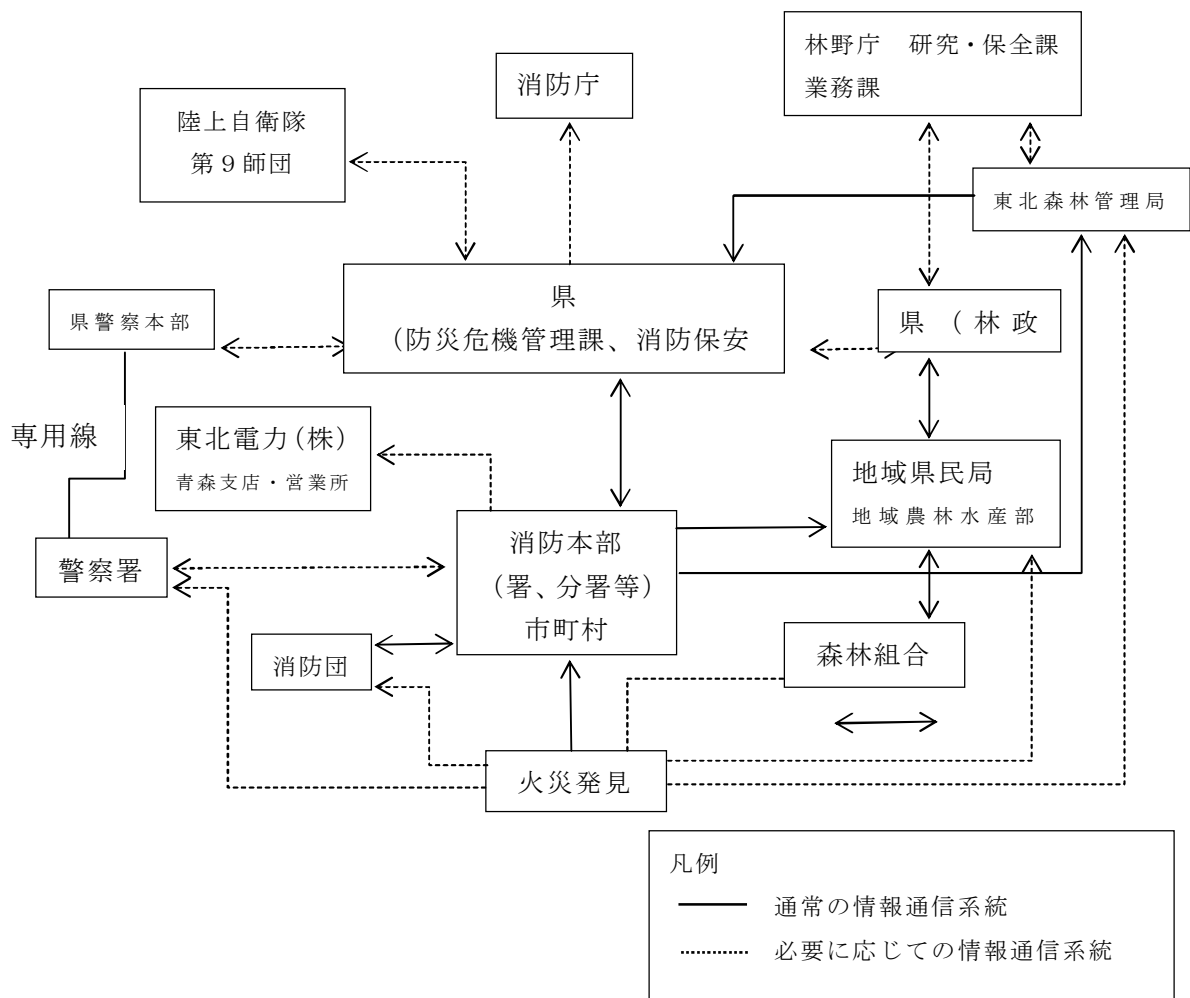 林野庁　研究・保全課
業務課
消防庁
陸上自衛隊
第９師団
東北森林管理局
県
（防災危機管理課、消防保安
県警察本部
県　（林政
専用線
東北電力（株）
青森支店・営業所
地域県民局
地域農林水産部
消防本部
（署、分署等）
市町村
警察署
消防団
森林組合
火災発見
凡例
通常の情報通信系統
必要に応じての情報通信系統